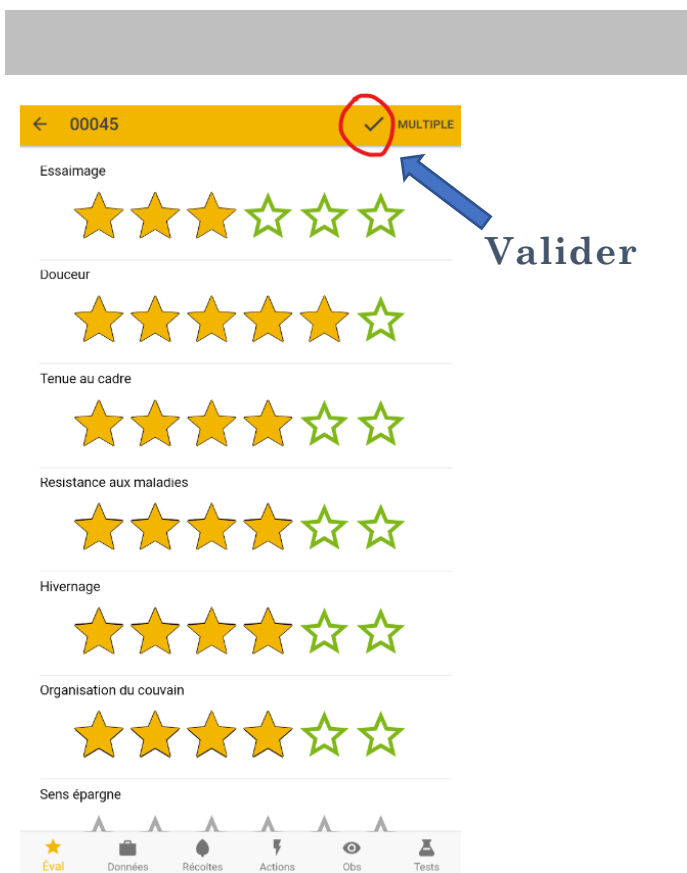 00045 MULTIPLE
Essaimage
Valider
Douceur
Tenue au cadre
Resistance aux maladies
Hivernage
Organisation du couvain
Sens épargne
Éval Données Récoltes Actions Obs Tests